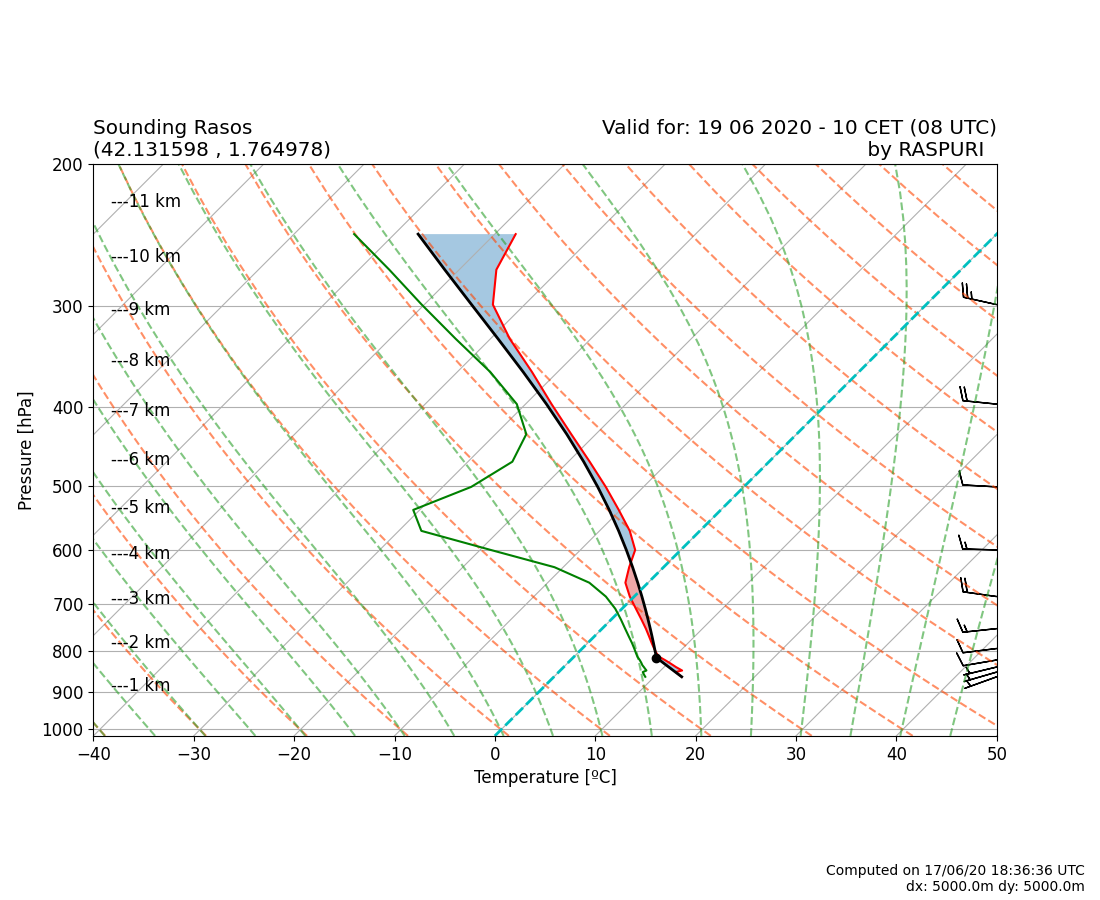 Sounding Rasos
(42.131598 , 1.764978)
Valid for: 19 06 2020 - 10 CET (08 UTC)
by RASPURI
200
300
400
500
600
700
800
900
1000
Pressure [hPa]
---11 km
---10 km
---9 km
---8 km
---7 km
---6 km
---5 km
---4 km
---3 km
---2 km
---1 km
−40 −30 −20 −10 0 10 20 30 40 50
Temperature [ºC]
Computed on 17/06/20 18:36:36 UTC
dx: 5000.0m dy: 5000.0m